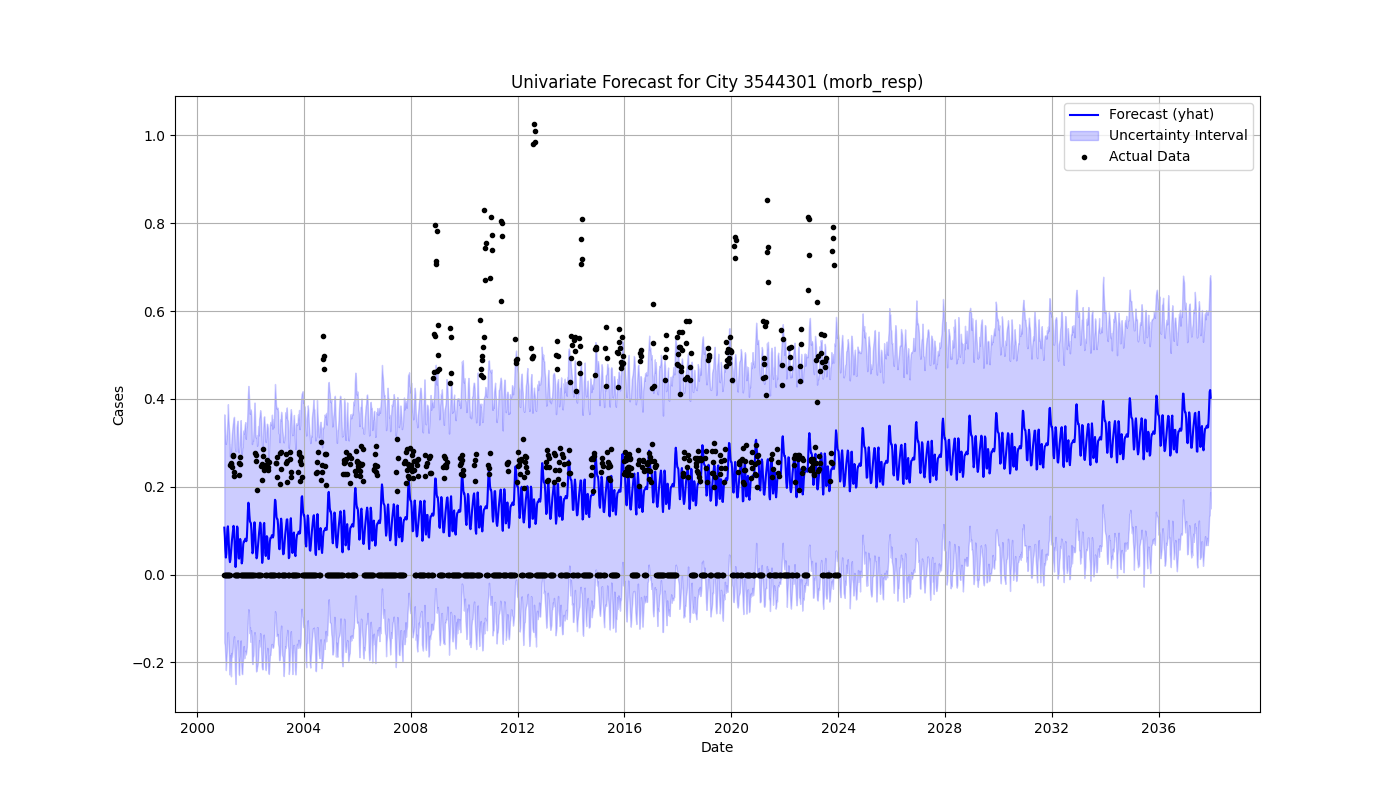 Univariate Forecast for City 3544301 (morb_resp)
Forecast (yhat)
Uncertainty Interval
Actual Data
Cases
1.0
0.8
0.6
0.4
0.2
0.0
−0.2
2000 2004 2008 2012 2016 2020 2024 2028 2032 2036
Date